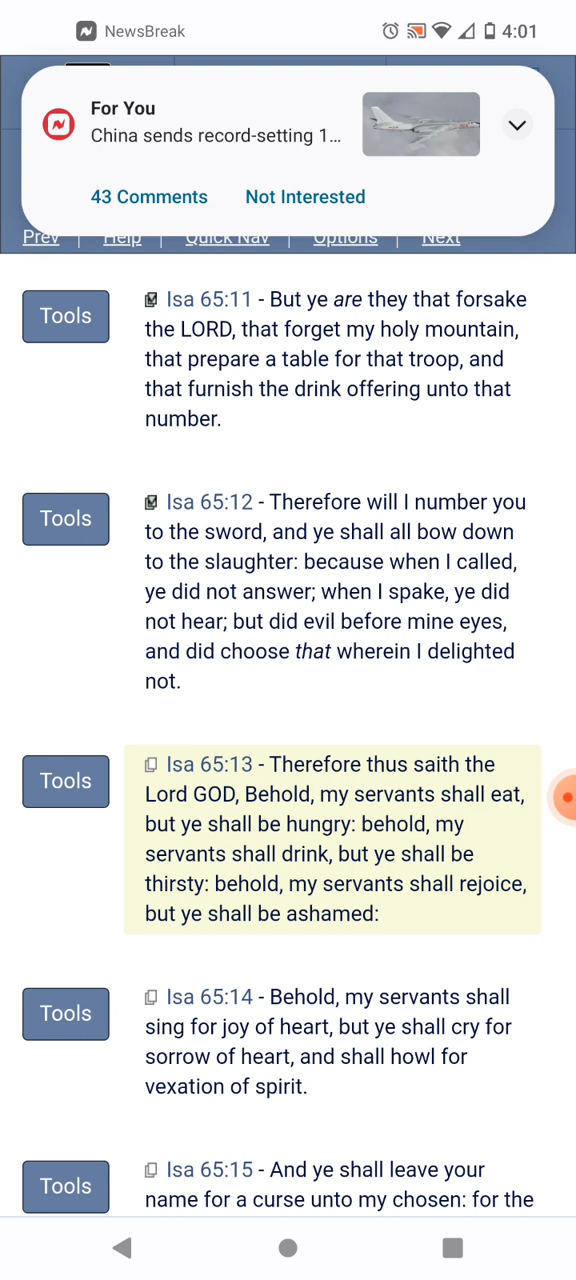 NewsBreak
4:01
For You
China sends record-setting 1...
43 Comments Not Interested
Prev | Help | Quick Nav | Options | Next
Tools
Isa 65:11 - But ye are they that forsake
the LORD, that forget my holy mountain,
that prepare a table for that troop, and
that furnish the drink offering unto that
number.
Tools
Isa 65:12 - Therefore will I number you
to the sword, and ye shall all bow down
to the slaughter: because when I called,
ye did not answer; when I spake, ye did
not hear; but did evil before mine eyes,
and did choose that wherein I delighted
not.
Tools
Isa 65:13 - Therefore thus saith the
Lord GOD, Behold, my servants shall eat,
but ye shall be hungry: behold, my
servants shall drink, but ye shall be
thirsty: behold, my servants shall rejoice,
but ye shall be ashamed:
Tools
Isa 65:14 - Behold, my servants shall
sing for joy of heart, but ye shall cry for
sorrow of heart, and shall howl for
vexation of spirit.
Tools
Isa 65:15 - And ye shall leave your
name for a curse unto my chosen: for the